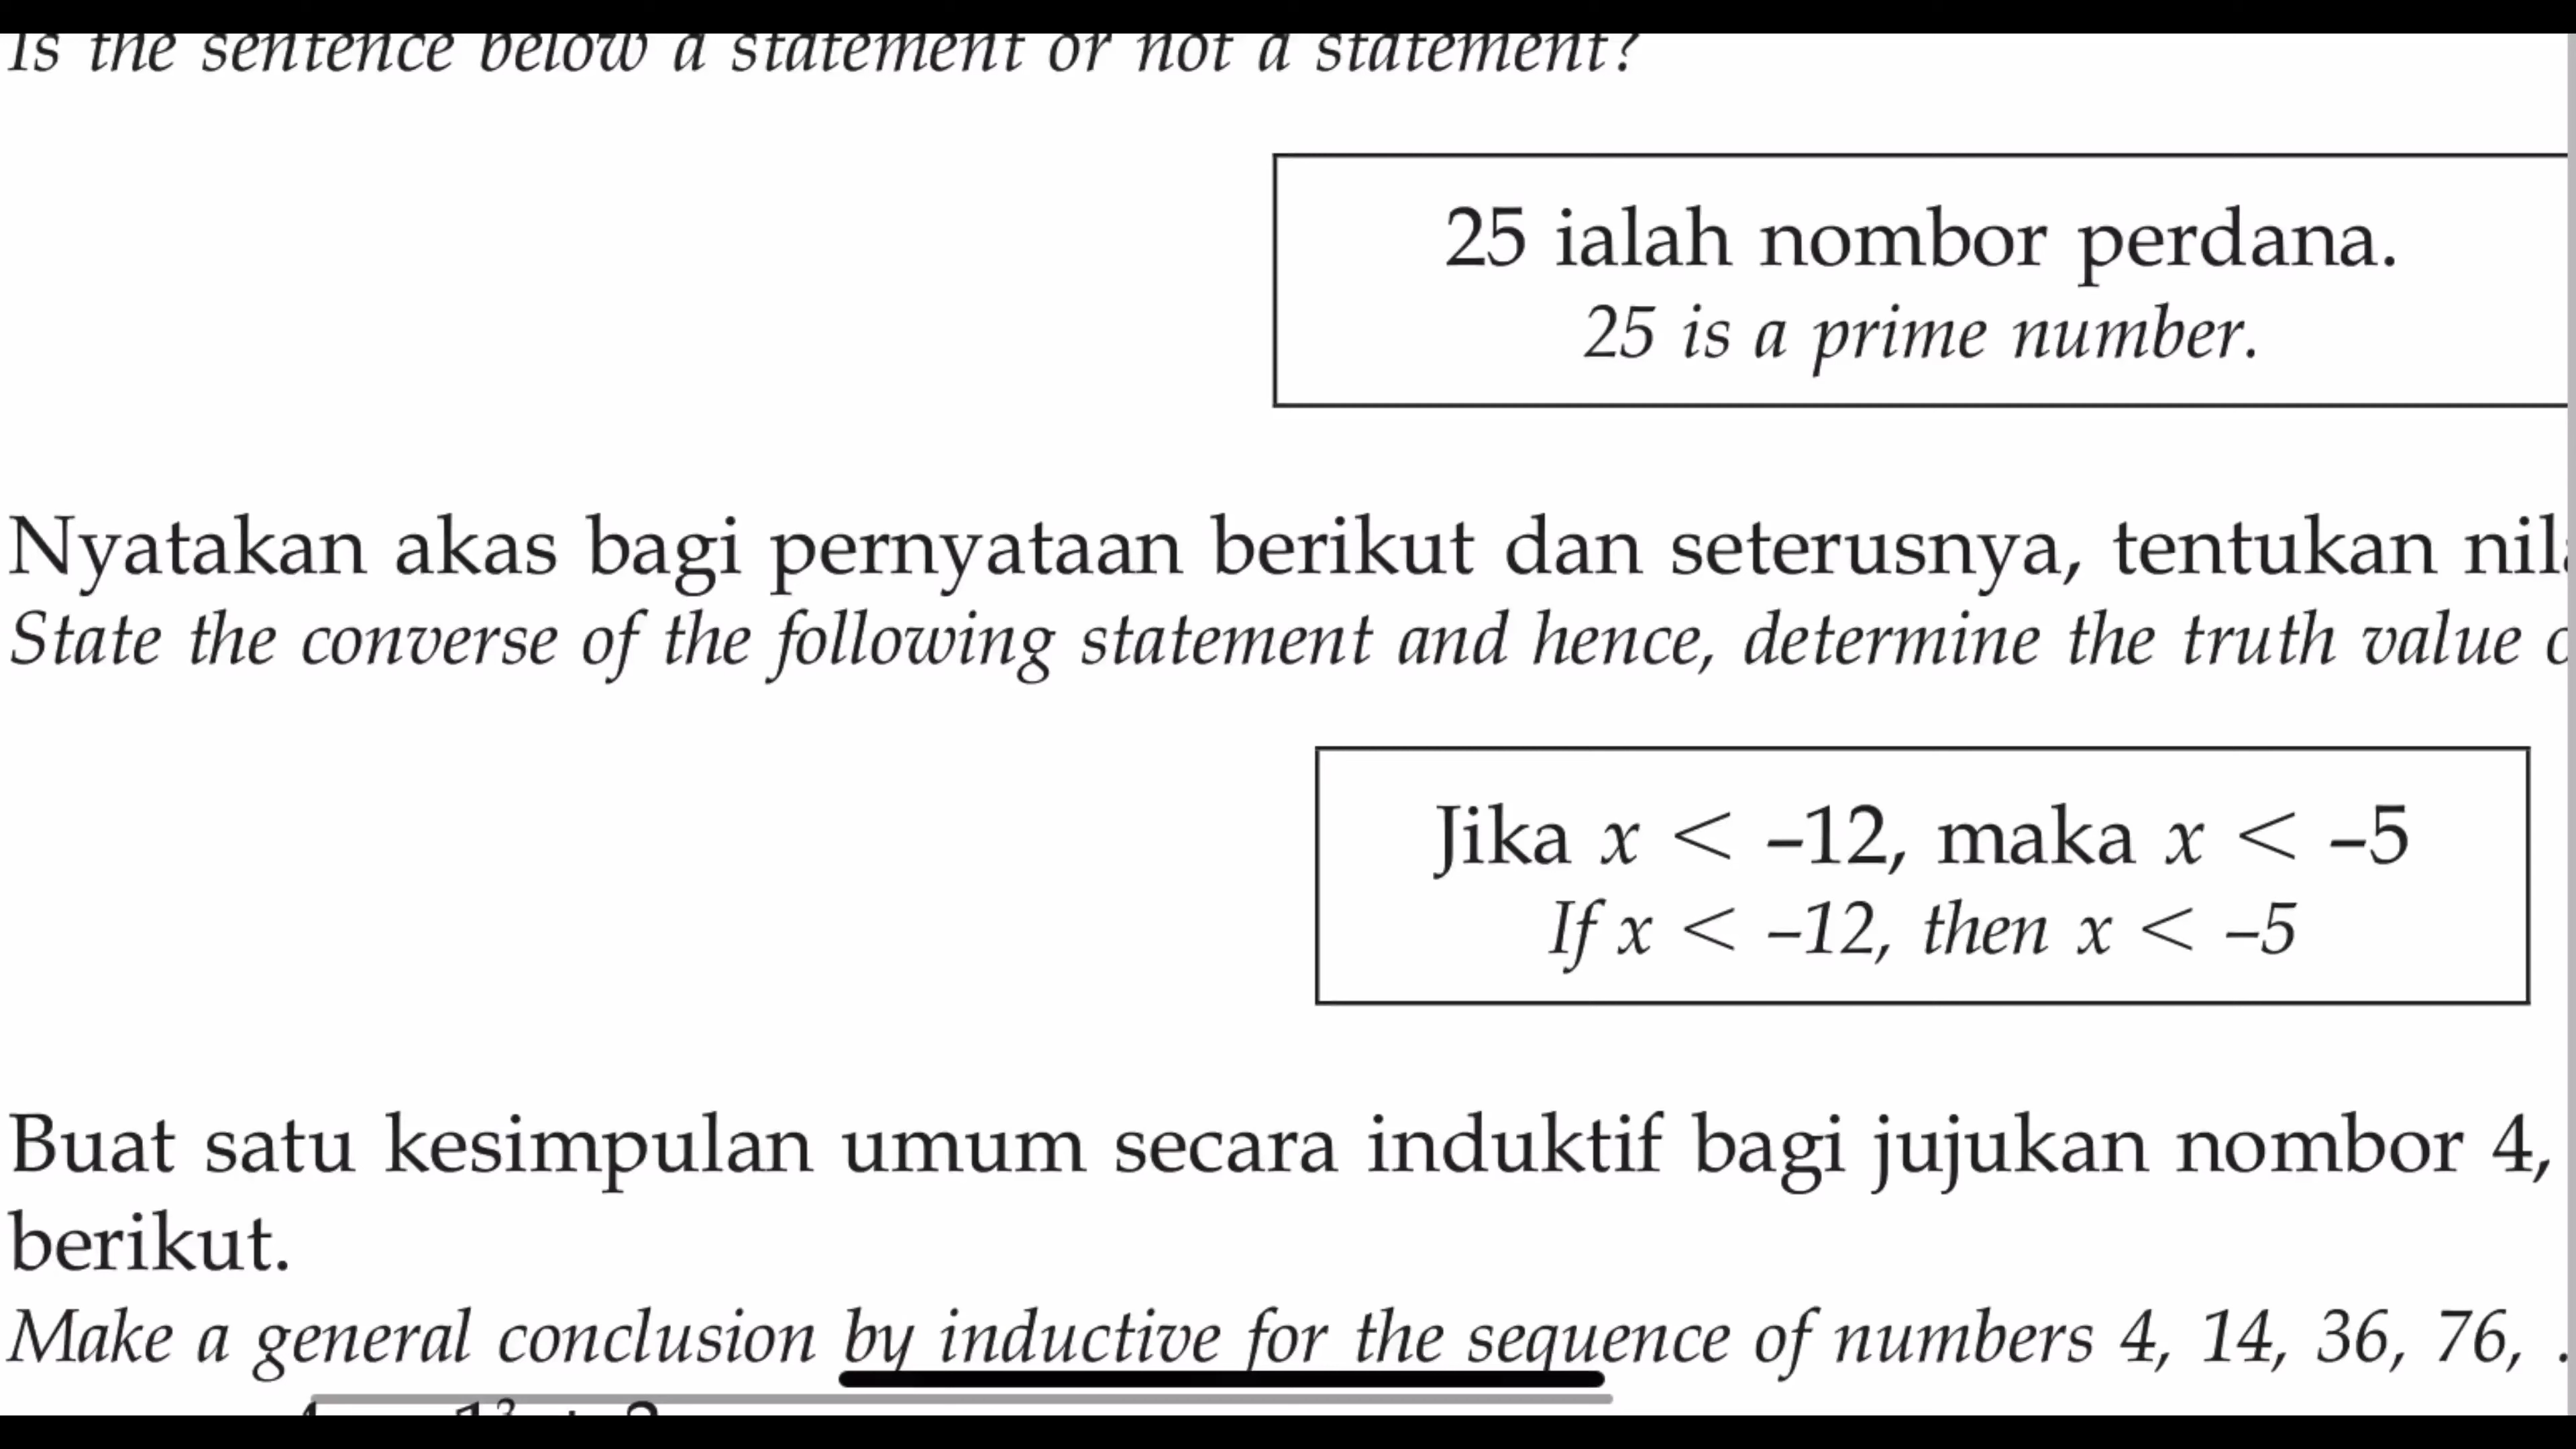 Is the sentence below a statement or not a statement?
25 ialah nombor perdana.
25 is a prime number.
Nyatakan akas bagi pernyataan berikut dan seterusnya, tentukan
State the converse of the following statement and hence, determine the truth value
Jika x < –12, maka x < –5
If x < –12, then x < –5
Buat satu kesimpulan umum secara induktif bagi jujukan nombor 4,
berikut.
Make a general conclusion by inductive for the sequence of numbers 4, 14, 36, 76, .